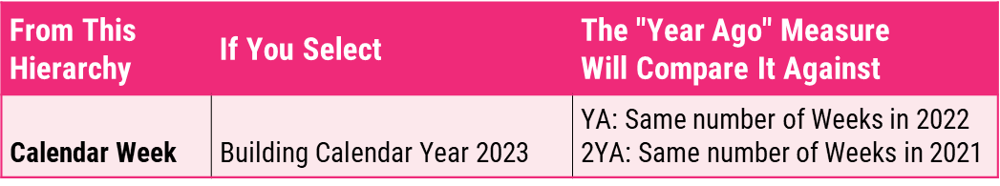 From This
Hierarchy
If You Select
The "Year Ago" Measure
Will Compare It Against
Calendar Week
Building Calendar Year 2023
YA: Same number of Weeks in 2022
2YA: Same number of Weeks in 2021